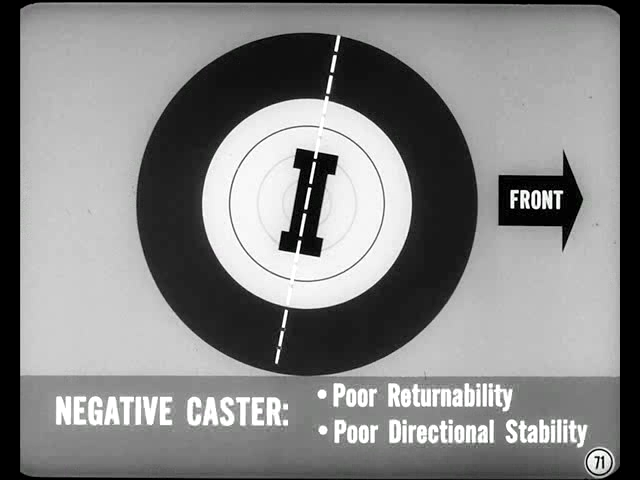 FRONT
NEGATIVE CASTER:
• Poor Returnability
• Poor Directional Stability
71